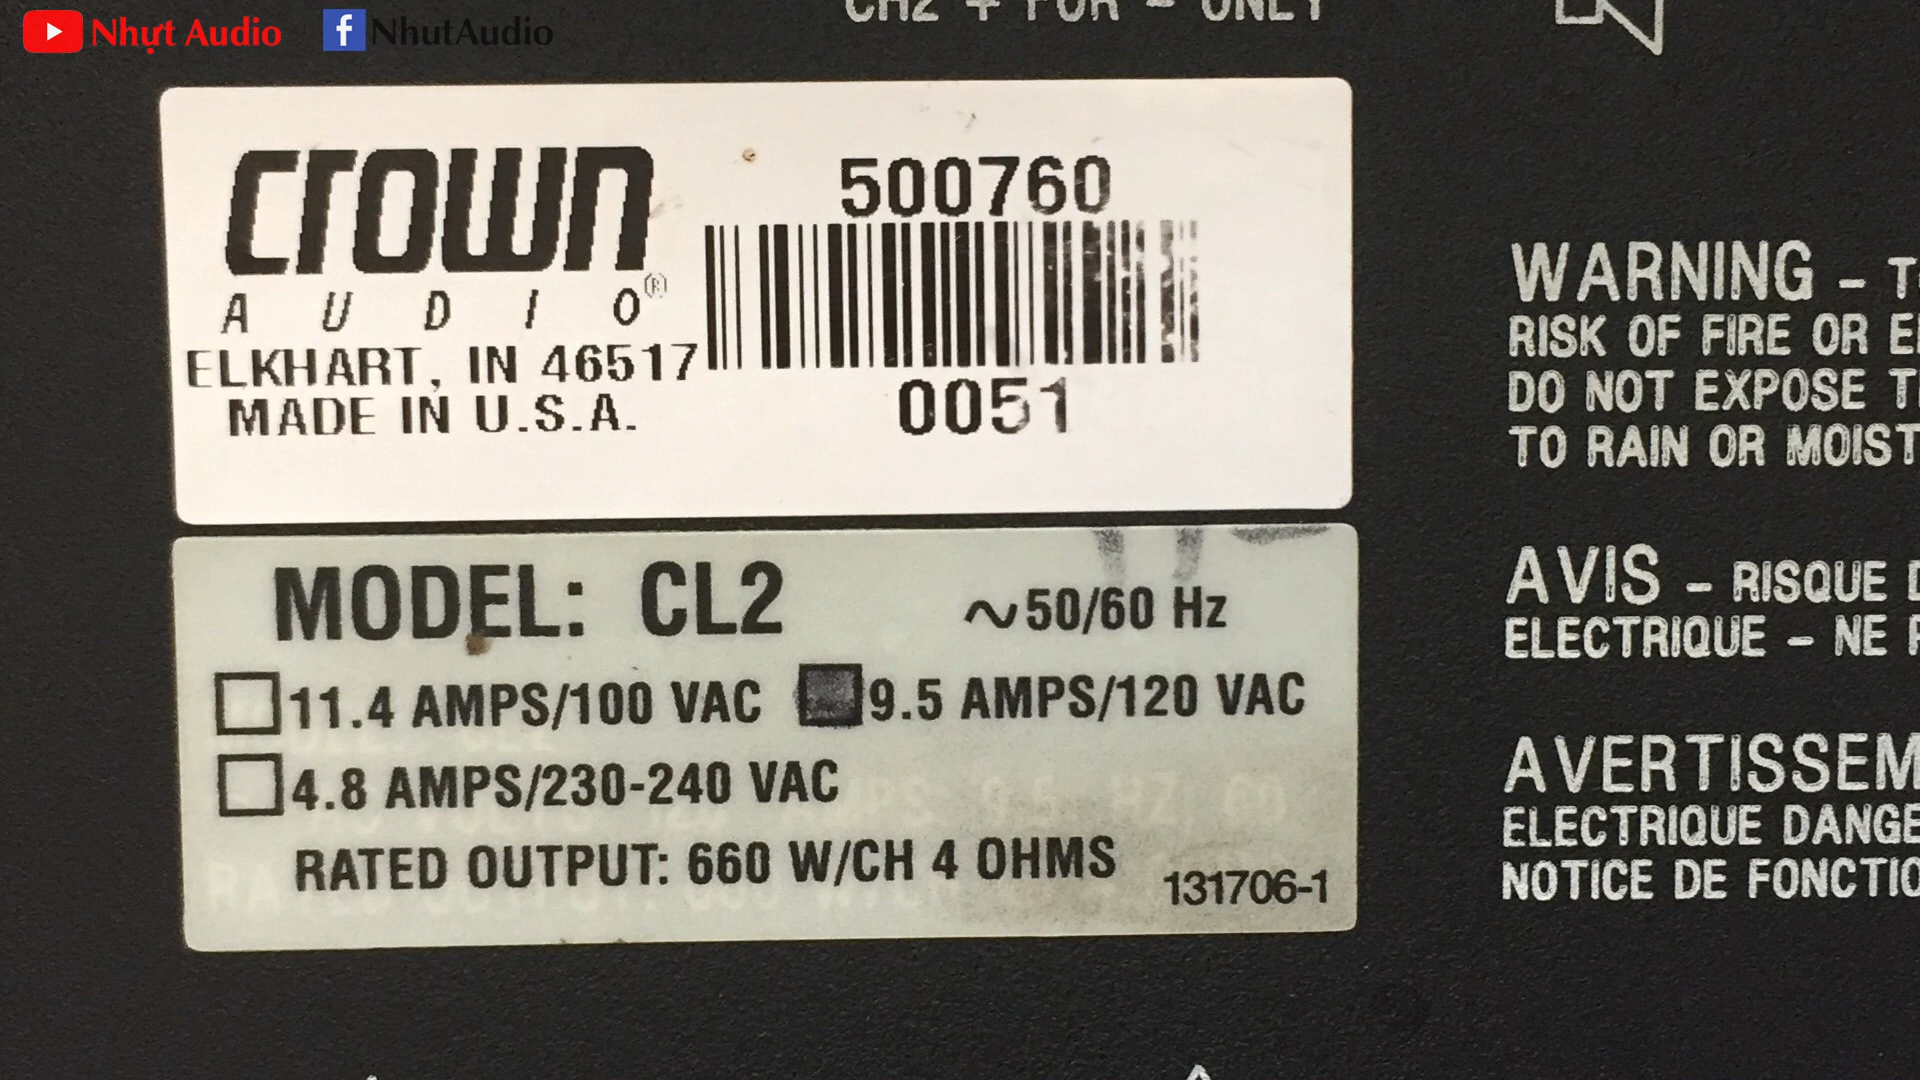 Nhựt Audio
NhutAudio
CH2 + FOR - ONLY
crown
AUDIO®
ELKHART, IN 46517
MADE IN U.S.A.
500760
0051
MODEL: CL2
∿50/60 Hz
11.4 AMPS/100 VAC
9.5 AMPS/120 VAC
4.8 AMPS/230-240 VAC
RATED OUTPUT: 660 W/CH 4 OHMS
131706-1
WARNING -
RISK OF FIRE OR
DO NOT EXPOSE
TO RAIN OR MOIST
AVIS - RISQUE
ELECTRIQUE - NE
AVERTISSEM
ELECTRIQUE DANGE
NOTICE DE FONCTIO